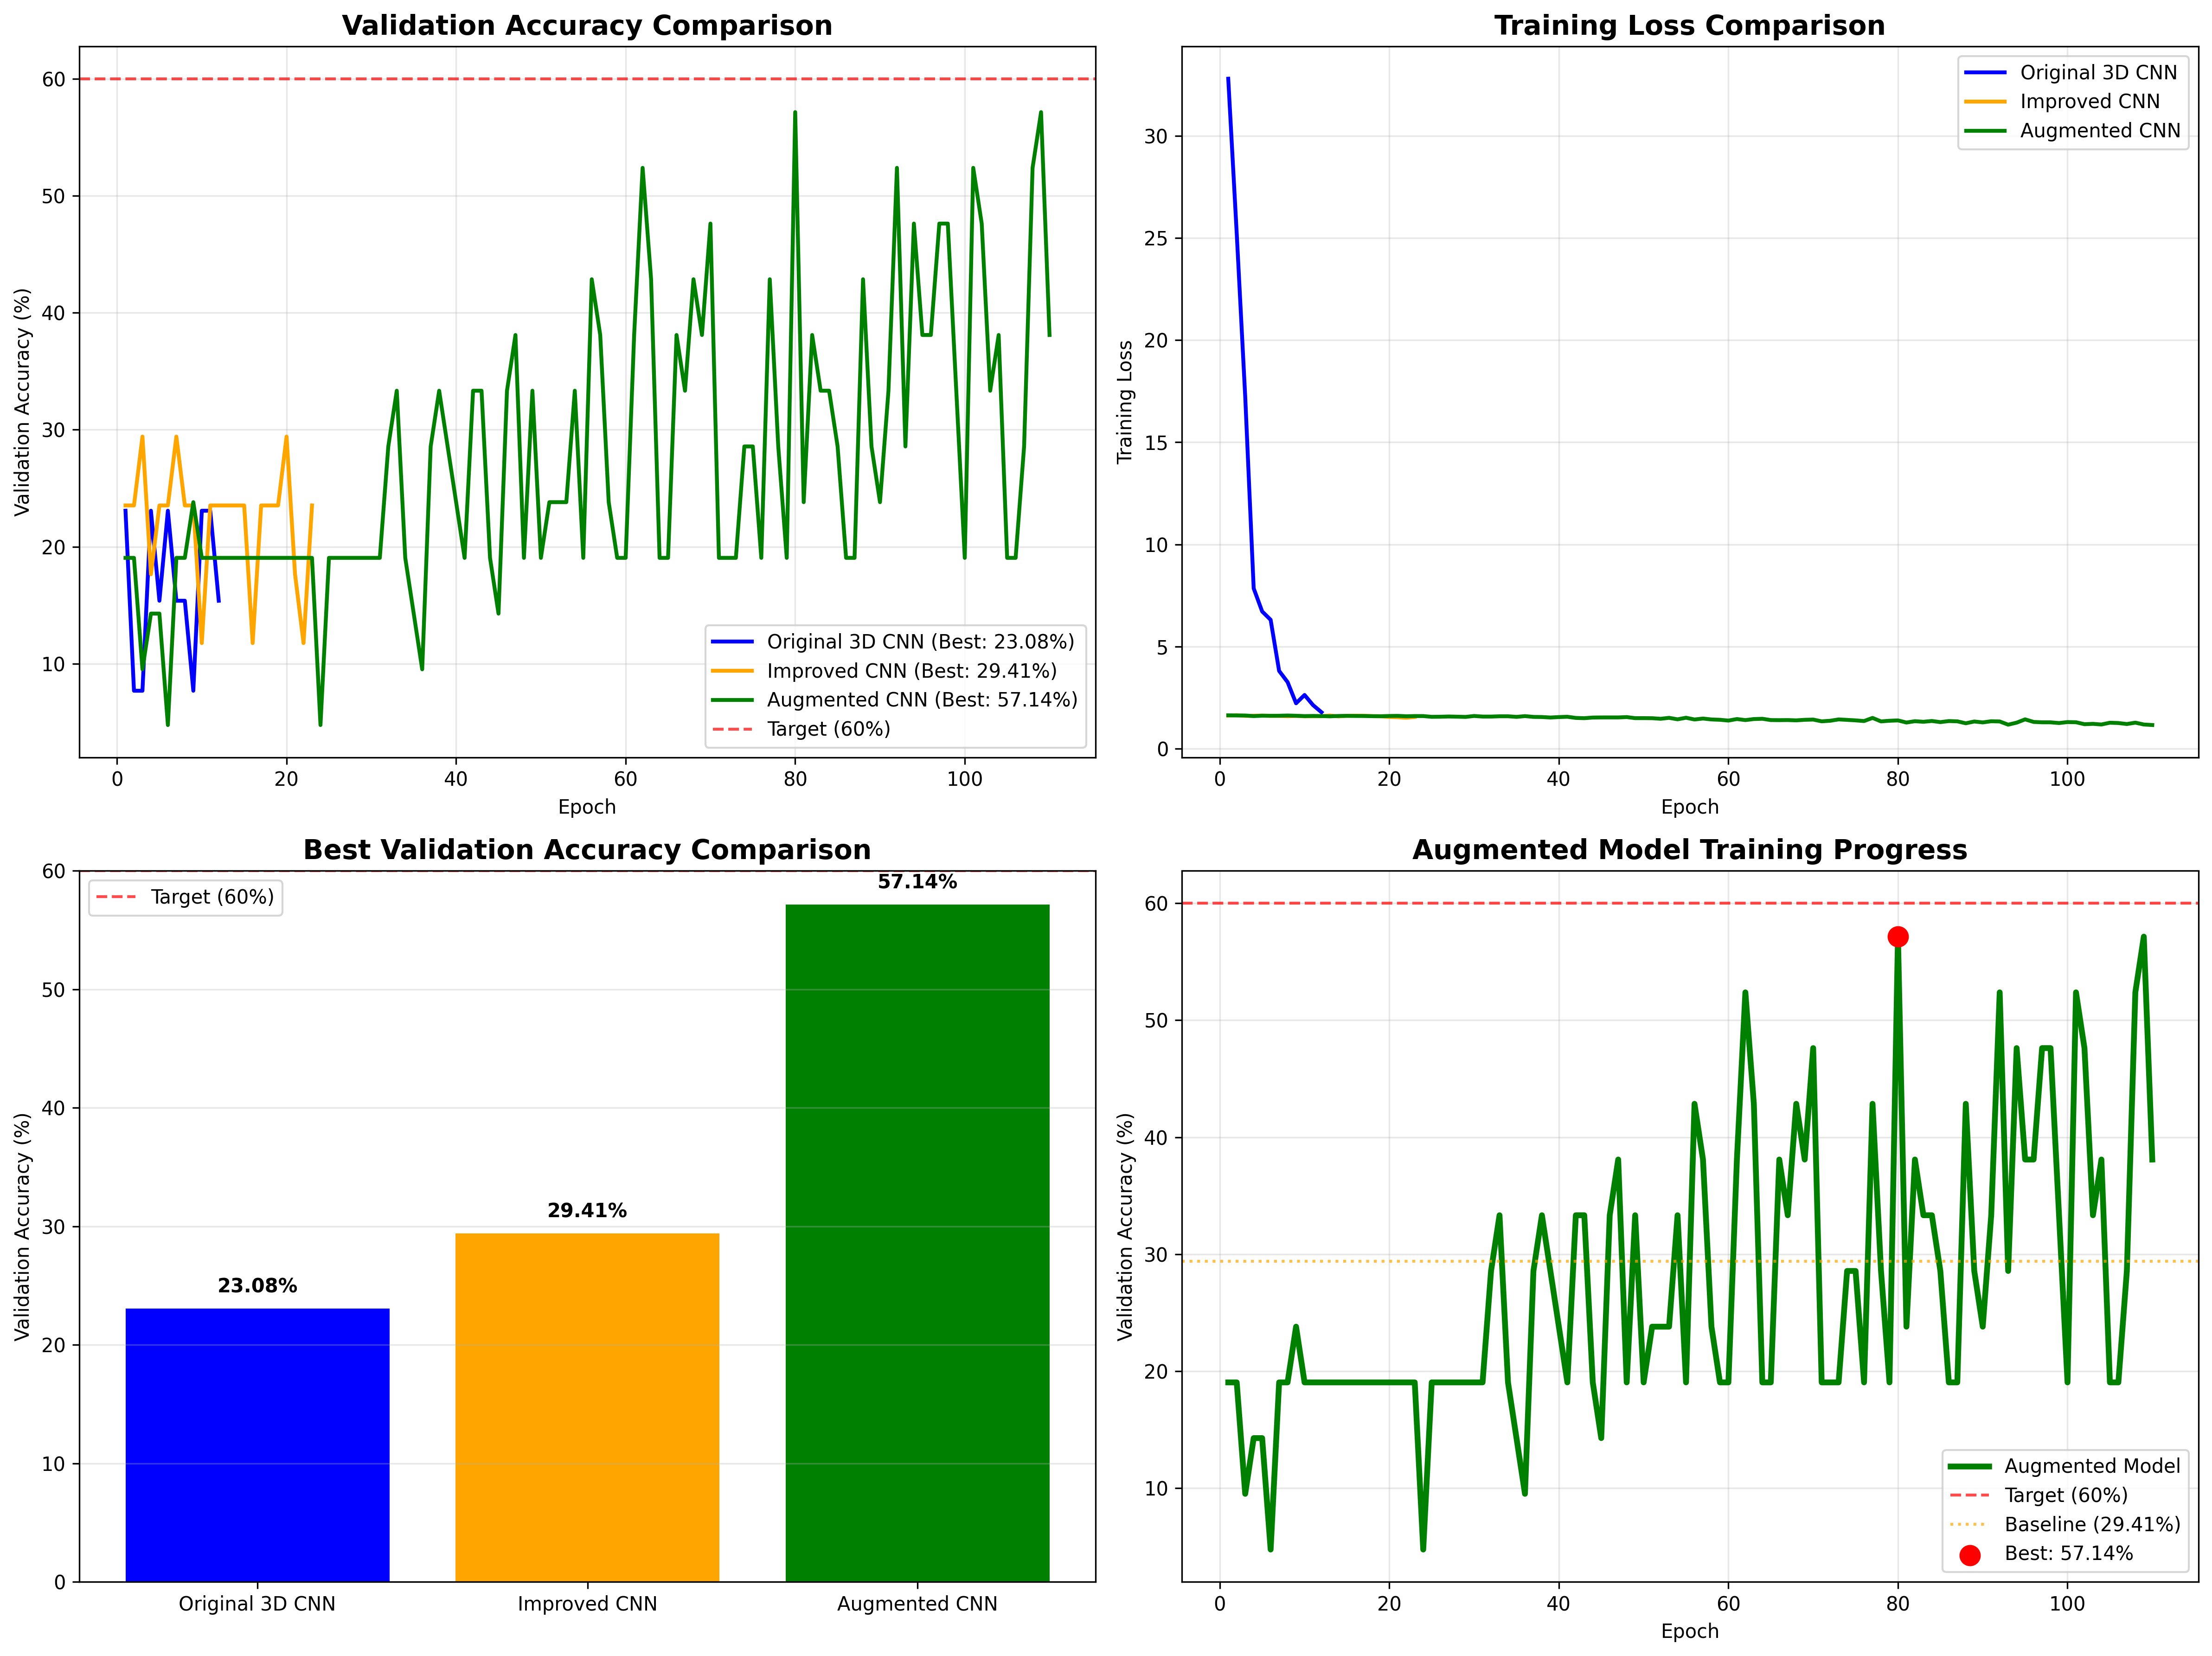 Validation Accuracy Comparison
Validation Accuracy (%)
60
50
40
30
20
10
0 20 40 60 80 100
Epoch
Original 3D CNN (Best: 23.08%)
Improved CNN (Best: 29.41%)
Augmented CNN (Best: 57.14%)
Target (60%)
Training Loss Comparison
Training Loss
30
25
20
15
10
5
0
0 20 40 60 80 100
Epoch
Original 3D CNN
Improved CNN
Augmented CNN
Best Validation Accuracy Comparison
Validation Accuracy (%)
60
50
40
30
20
10
0
Target (60%)
23.08%
29.41%
57.14%
Original 3D CNN Improved CNN Augmented CNN
Augmented Model Training Progress
Validation Accuracy (%)
60
50
40
30
20
10
0 20 40 60 80 100
Epoch
Augmented Model
Target (60%)
Baseline (29.41%)
Best: 57.14%